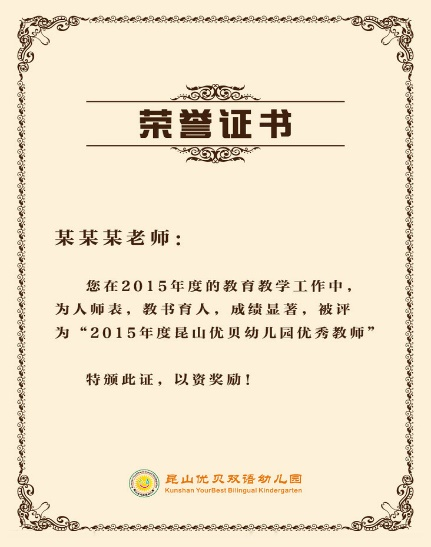 荣誉证书
某某某老师：
您在2015年度的教育教学工作中，
为人师表，教书育人，成绩显著，被评
为“2015年度昆山优贝幼儿园优秀教师”
特颁此证，以资奖励！
昆山优贝双语幼儿园
Kunshan YourBest Bilingual Kindergarten